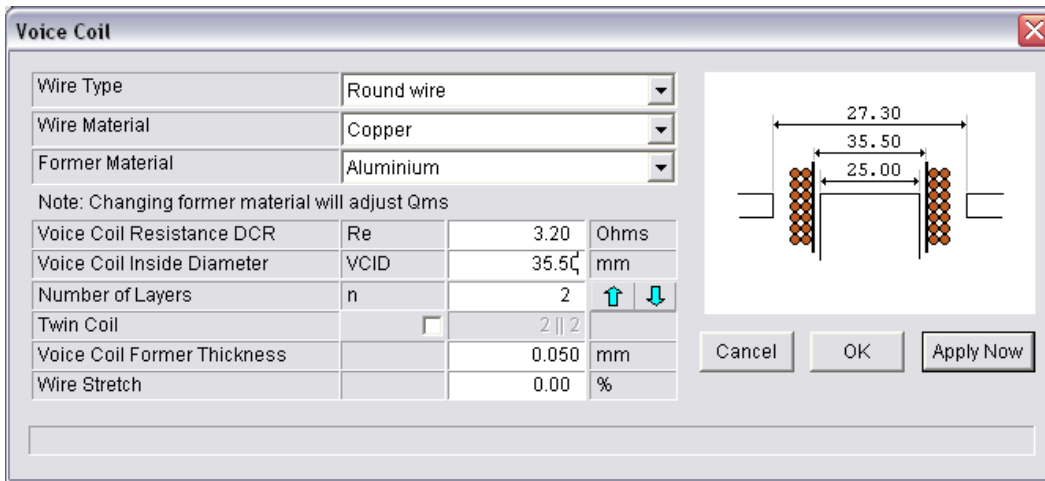 Voice Coil
Wire Type Round wire
Wire Material Copper
Former Material Aluminium
Note: Changing former material will adjust Qms
Voice Coil Resistance DCR Re 3.20 Ohms
Voice Coil Inside Diameter VCID 35.50 mm
Number of Layers n 2
Twin Coil 2 || 2
Voice Coil Former Thickness 0.050 mm
Wire Stretch 0.00 %
27.30
35.50
25.00
Cancel OK Apply Now